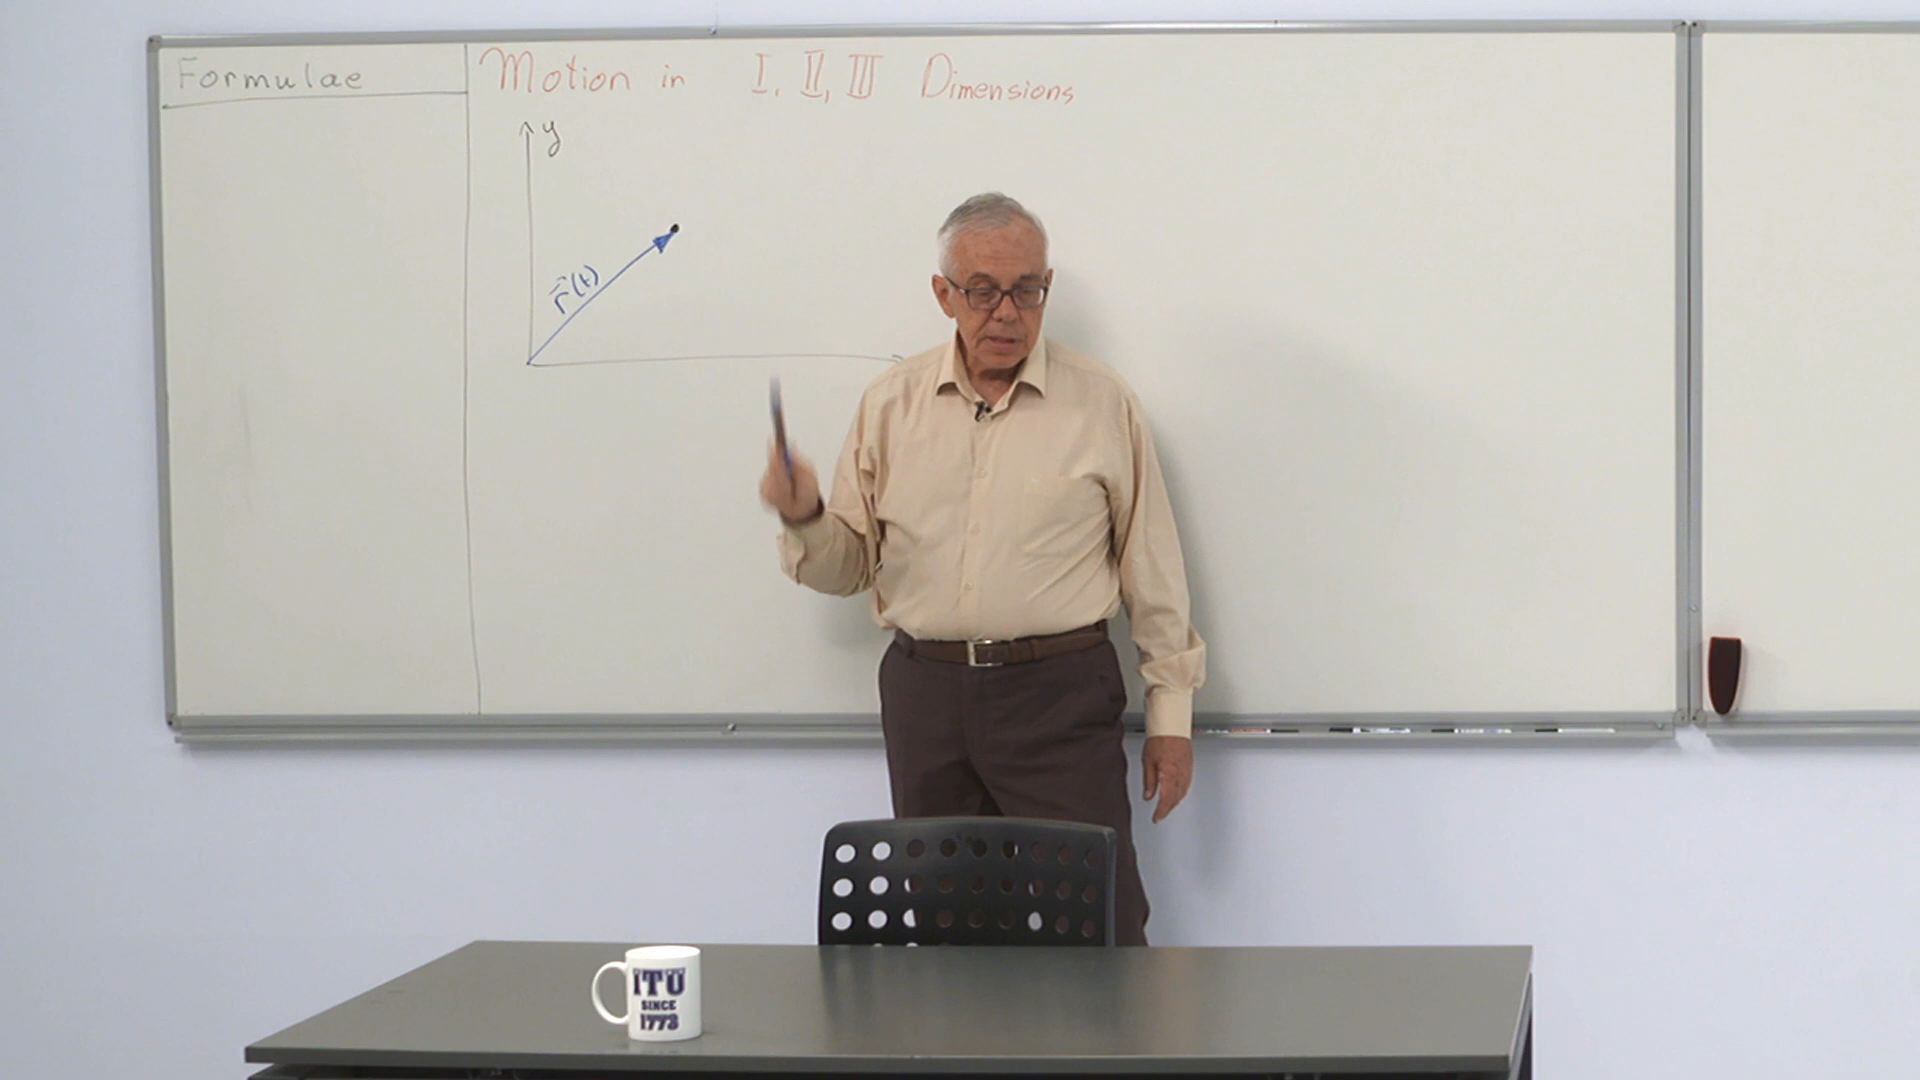 Formulae
Motion in I, II, III Dimensions
y
r⃗(t)
ITU
SINCE
1773